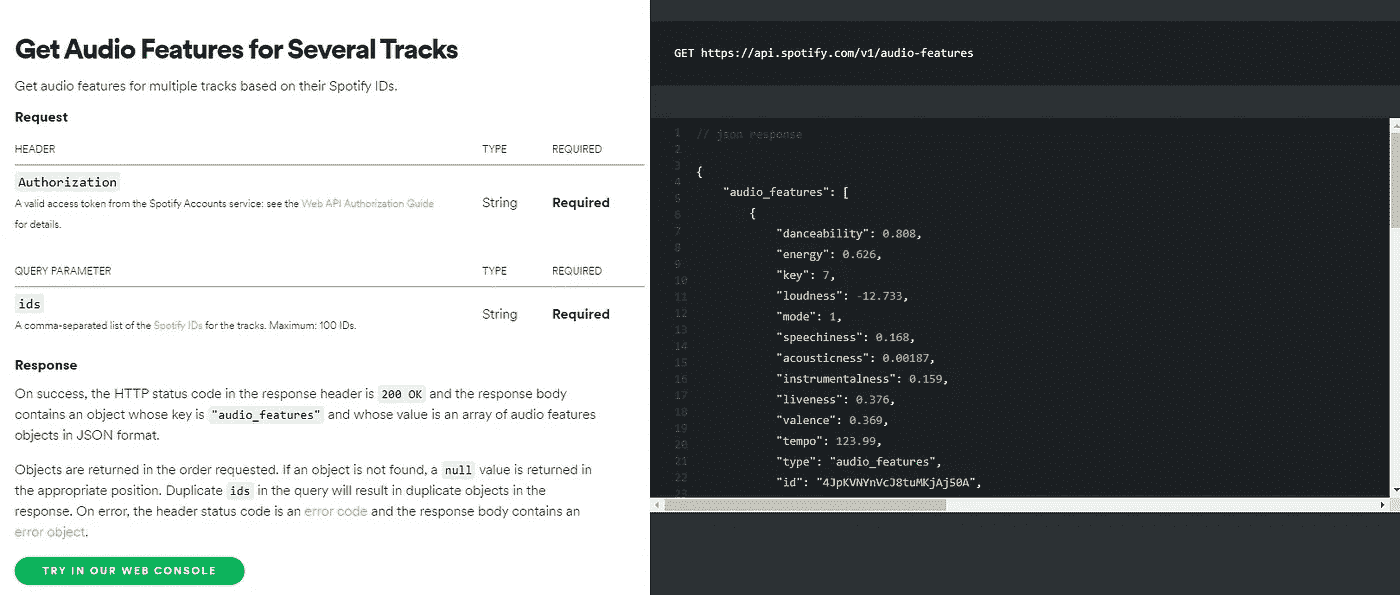 Get Audio Features for Several Tracks
Get audio features for multiple tracks based on their Spotify IDs.
Request
HEADER TYPE REQUIRED
Authorization
A valid access token from the Spotify Accounts service: see the Web API Authorization Guide
for details.
String Required
QUERY PARAMETER TYPE REQUIRED
ids
A comma-separated list of the Spotify IDs for the tracks. Maximum: 100 IDs.
String Required
Response
On success, the HTTP status code in the response header is 200 OK and the response body
contains an object whose key is "audio_features" and whose value is an array of audio features
objects in JSON format.
Objects are returned in the order requested. If an object is not found, a null value is returned in
the appropriate position. Duplicate ids in the query will result in duplicate objects in the
response. On error, the header status code is an error code and the response body contains an
error object.
TRY IN OUR WEB CONSOLE
GET https://api.spotify.com/v1/audio-features
1 // json response
2
3 {
4 "audio_features": [
5
6 {
7 "danceability": 0.808,
8 "energy": 0.626,
9 "key": 7,
10
11 "loudness": -12.733,
12 "mode": 1,
13 "speechiness": 0.168,
14
15 "acousticness": 0.00187,
16 "instrumentalness": 0.159,
17 "liveness": 0.376,
18 "valence": 0.369,
19
20 "tempo": 123.99,
21 "type": "audio_features",
22 "id": "4JpKVNYnVcJ8tuMKjAj50A",
23